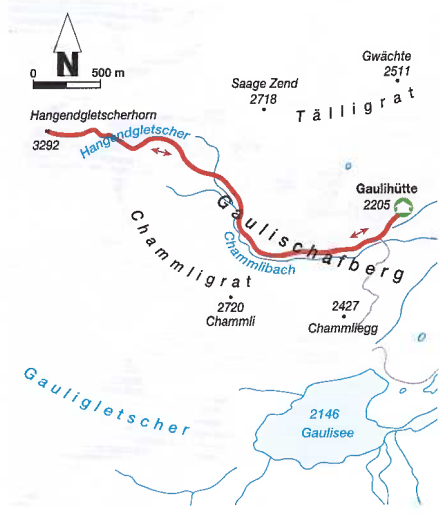 N
0 500 m
Gwächte
2511
Saage Zend
2718
Tälligrat
Hangendgletscherhorn
3292
Hangendgletscher
Gaulihütte
2205
Gaulischafberg
Chammligrat
Chammlibach
2720
Chammli
2427
Chammliegg
Gauligletscher
2146
Gaulisee